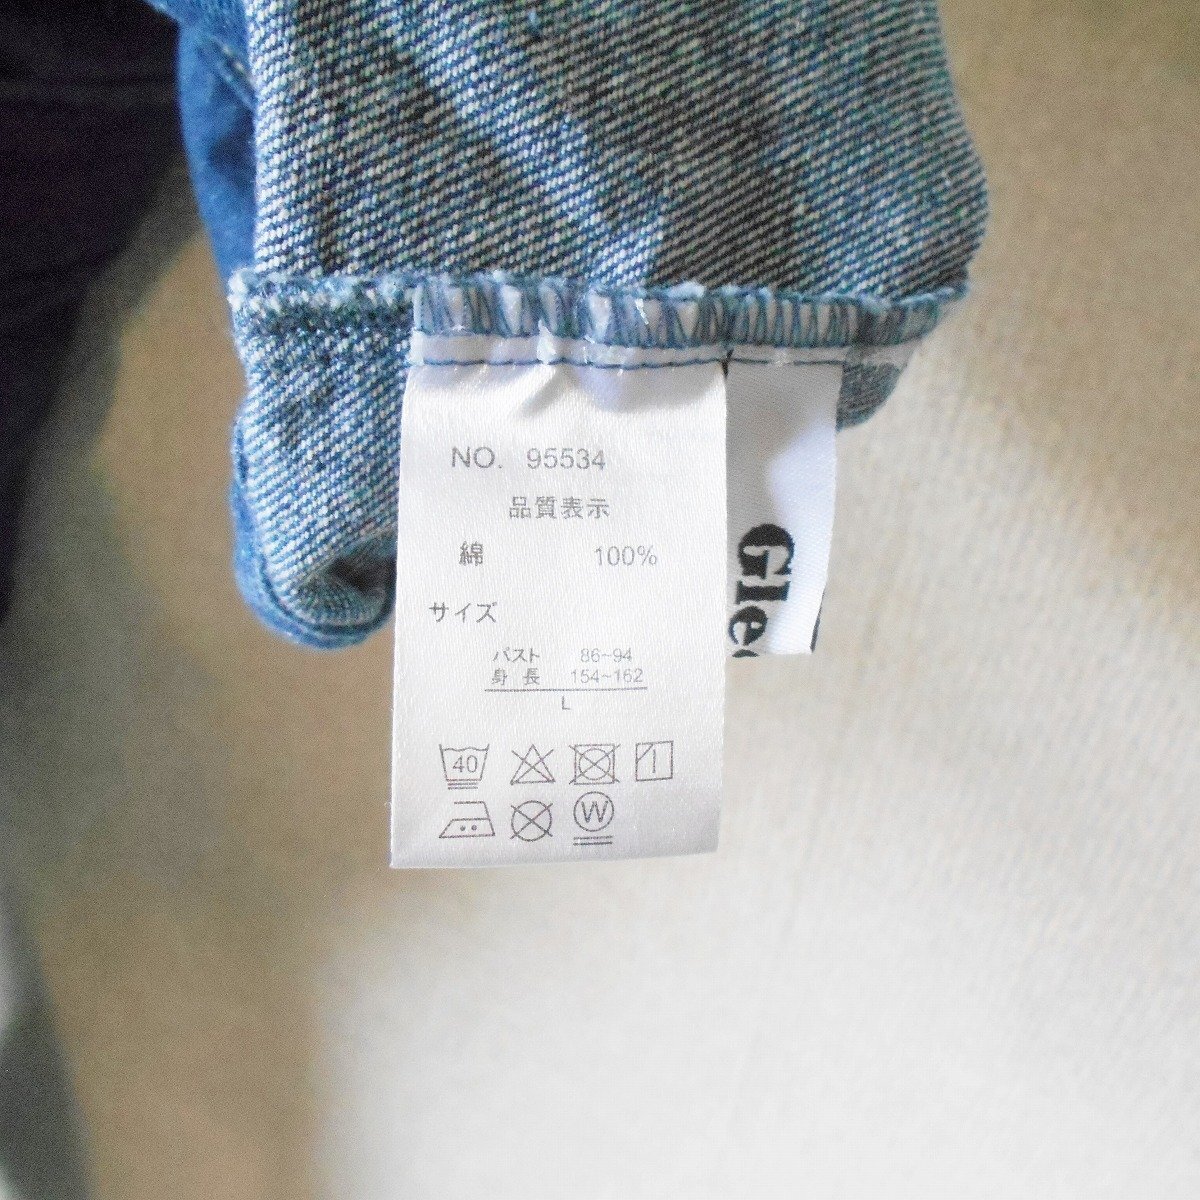 NO. 95534
品質表示
綿 100%
サイズ
バスト 86~94
身長 154~162
L
40
W